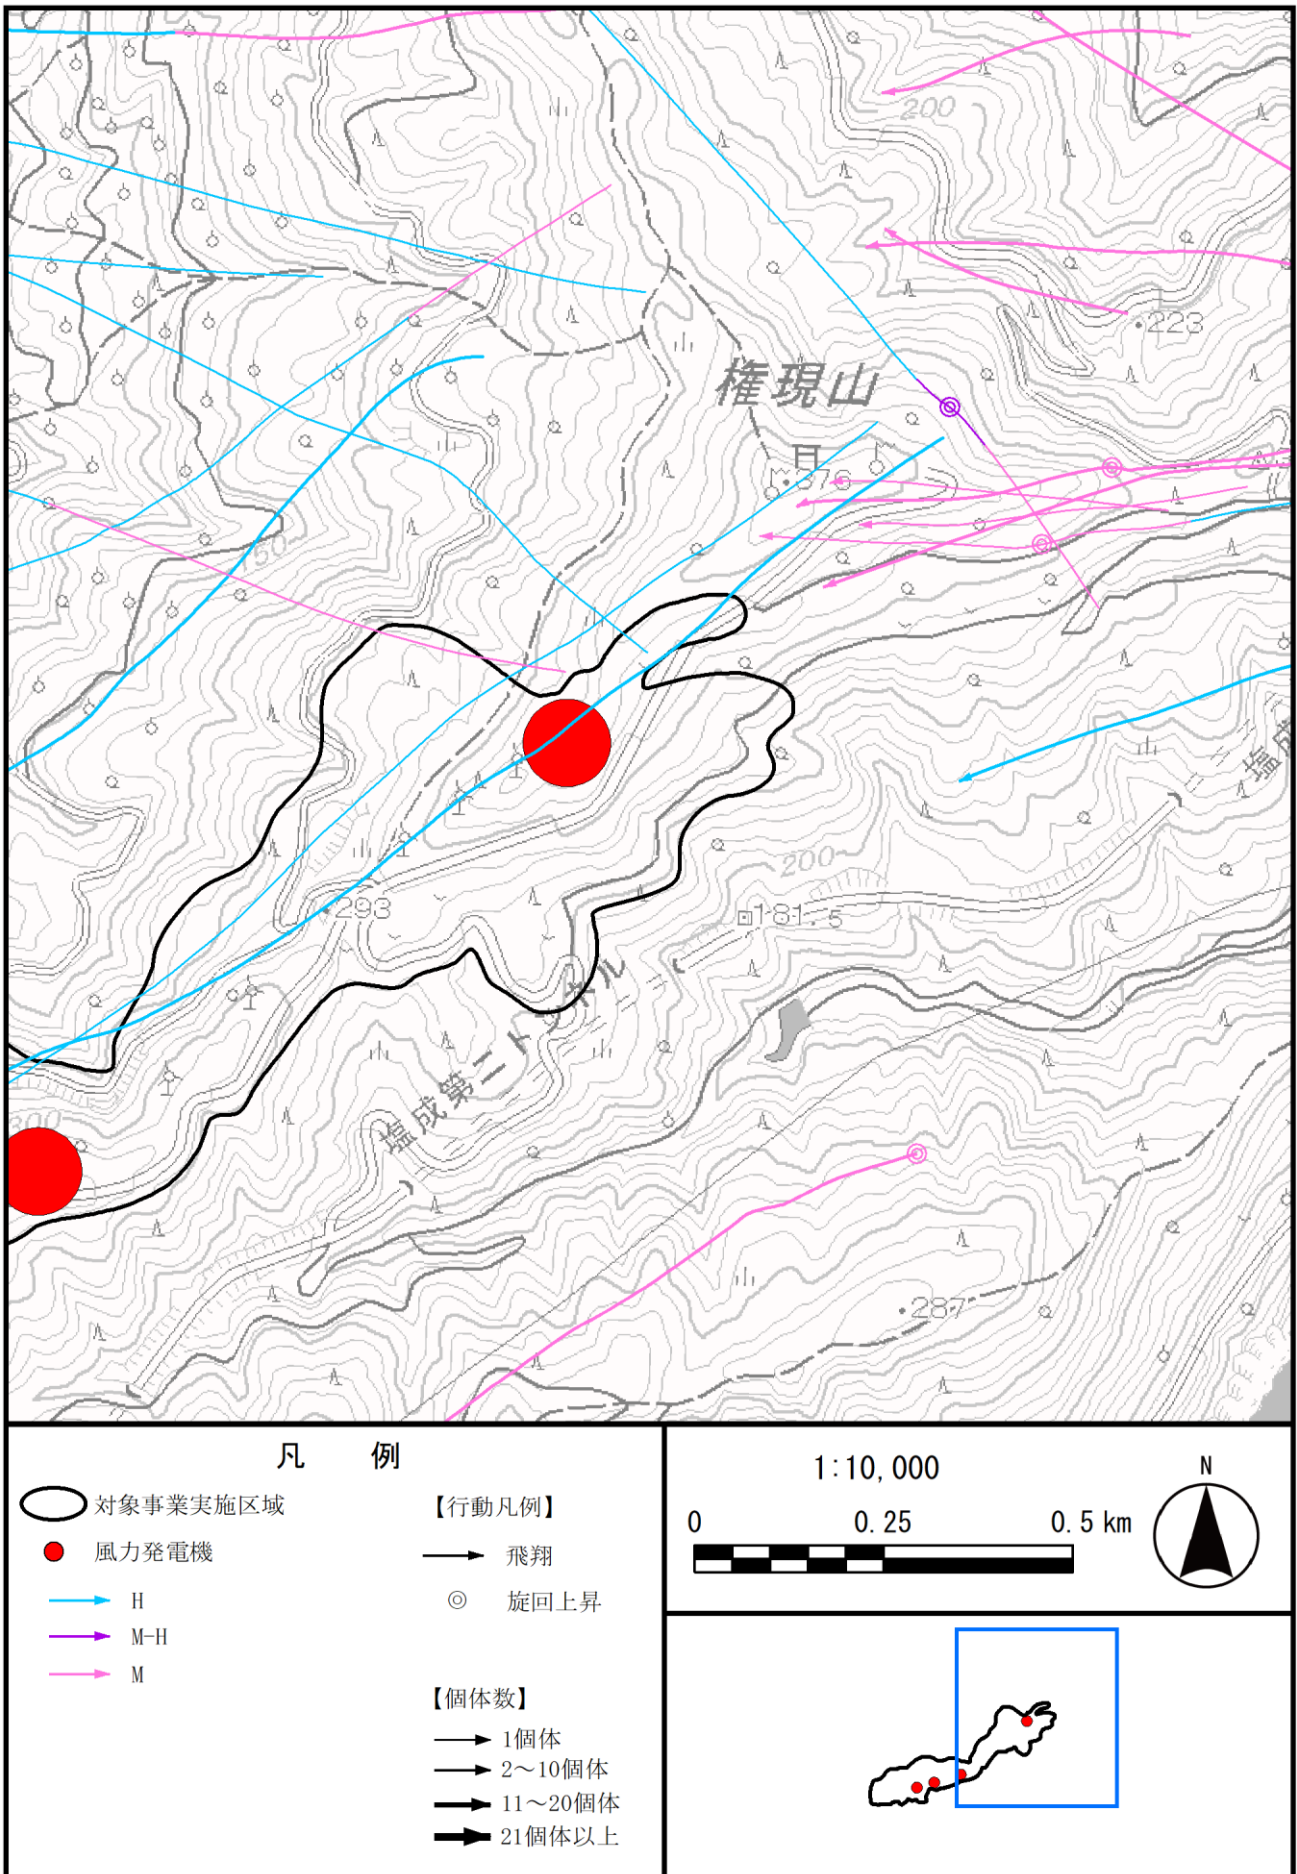 200
223
権現山
376
50
293
200
181.5
塩成
塩成第二トンネル
300
287
凡 例
対象事業実施区域
風力発電機
H
M-H
M
【行動凡例】
飛翔
旋回上昇
【個体数】
1個体
2～10個体
11～20個体
21個体以上
1:10,000
0 0.25 0.5 km
N